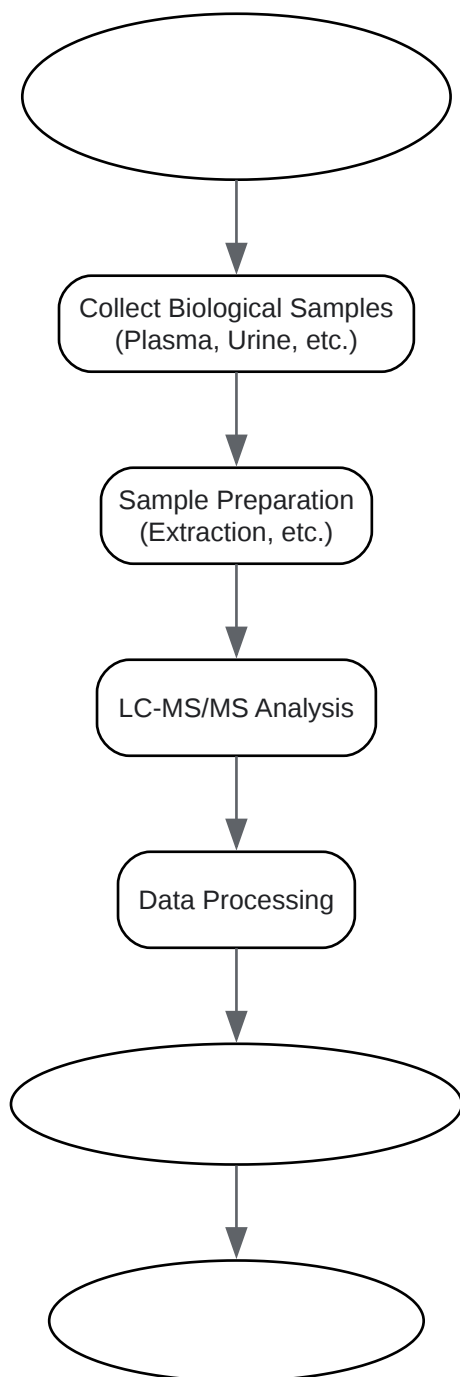 Collect Biological Samples
(Plasma, Urine, etc.)
Sample Preparation
(Extraction, etc.)
LC-MS/MS Analysis
Data Processing